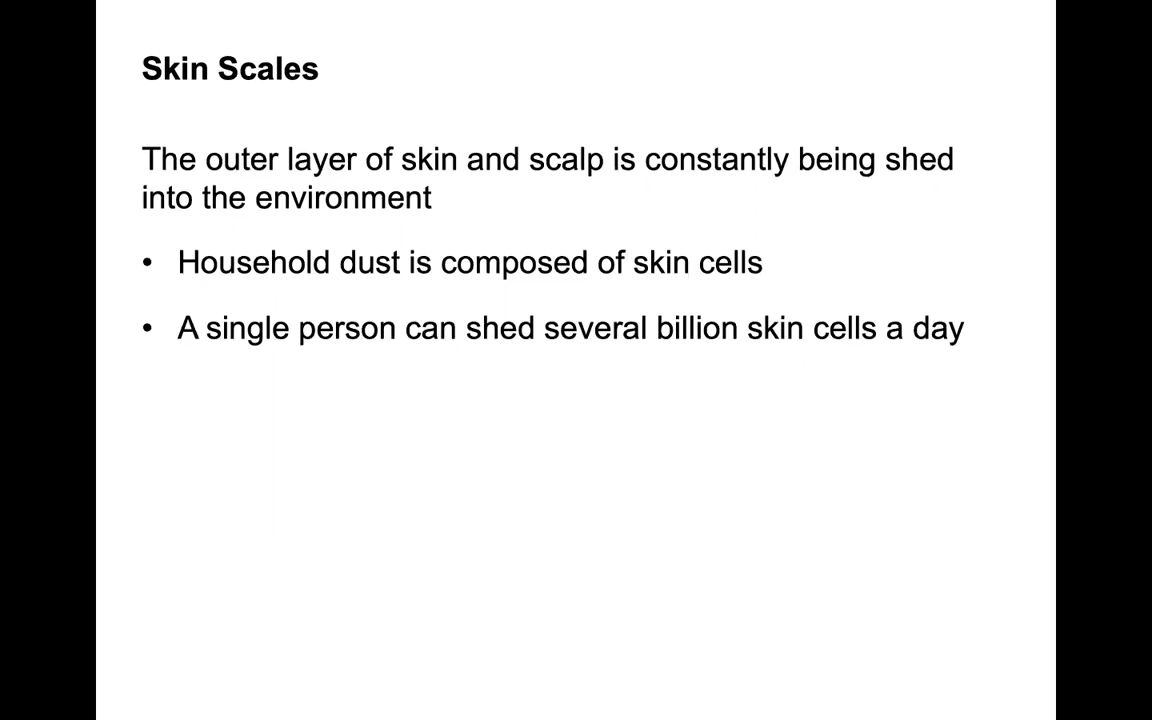 Skin Scales
The outer layer of skin and scalp is constantly being shed
into the environment
• Household dust is composed of skin cells
• A single person can shed several billion skin cells a day